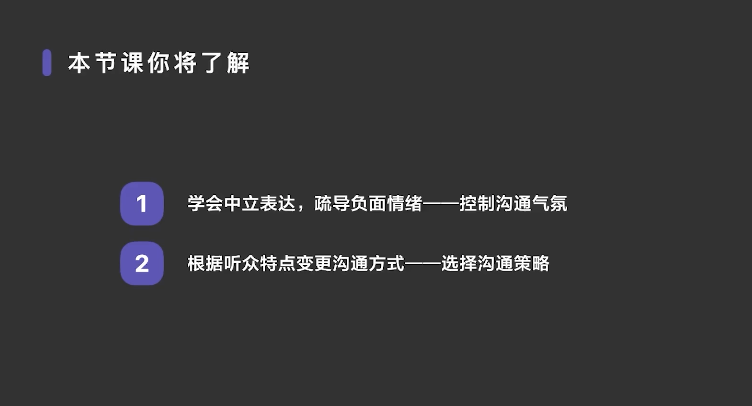 本节课你将了解
1 学会中立表达，疏导负面情绪——控制沟通气氛
2 根据听众特点变更沟通方式——选择沟通策略